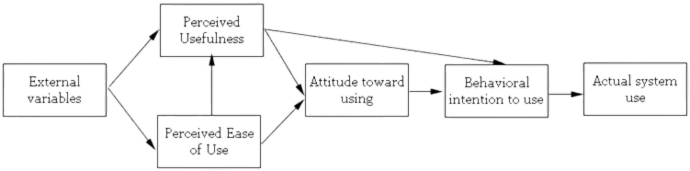 Perceived
Usefulness
External
variables
Attitude toward
using
Behavioral
intention to use
Actual system
use
Perceived Ease
of Use